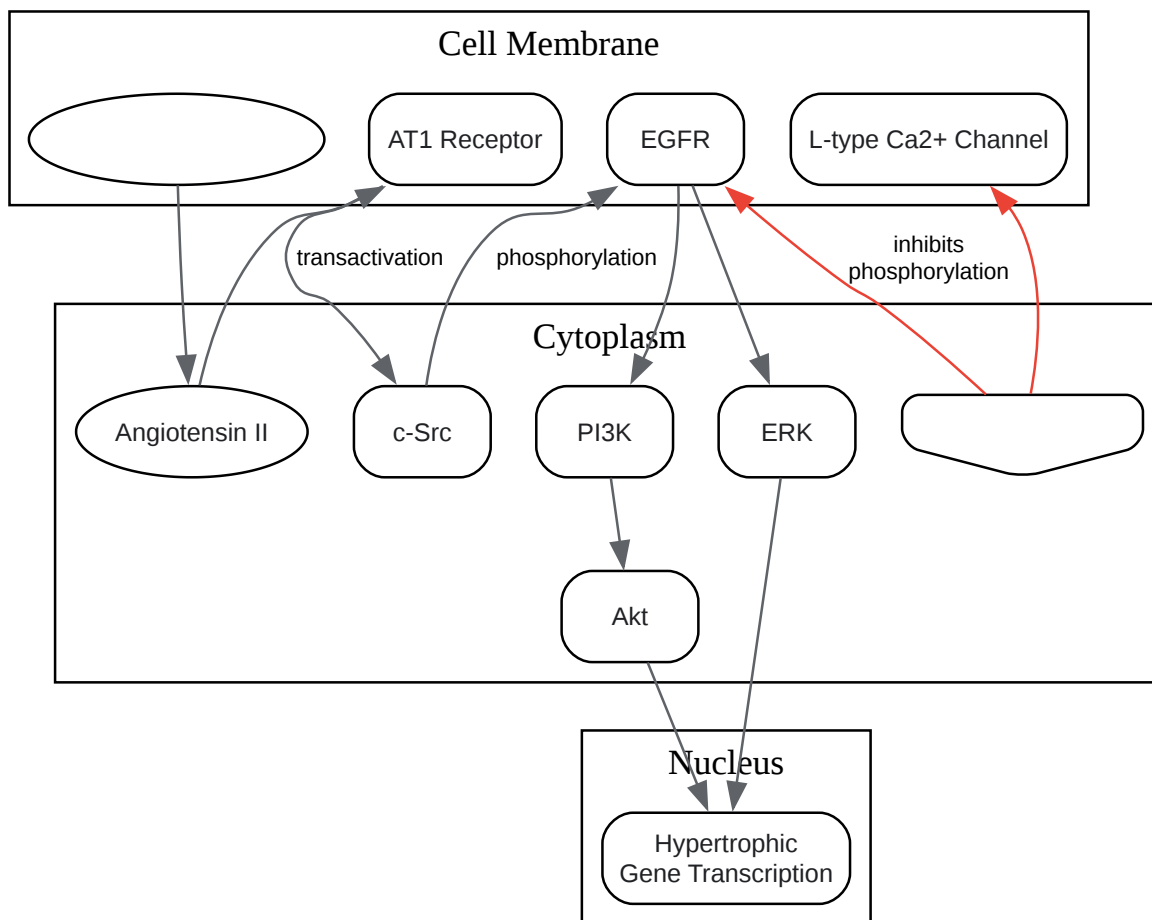 Cell Membrane
AT1 Receptor
EGFR
L-type Ca2+ Channel
transactivation
phosphorylation
inhibits
phosphorylation
Cytoplasm
Angiotensin II
c-Src
PI3K
ERK
Akt
Nucleus
Hypertrophic
Gene Transcription